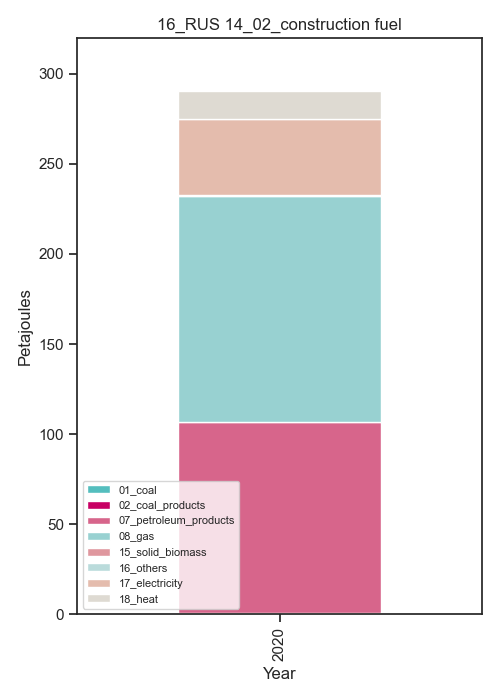 16_RUS 14_02_construction fuel
300
250
200
150
100
50
0
Petajoules
01_coal
02_coal_products
07_petroleum_products
08_gas
15_solid_biomass
16_others
17_electricity
18_heat
2020
Year